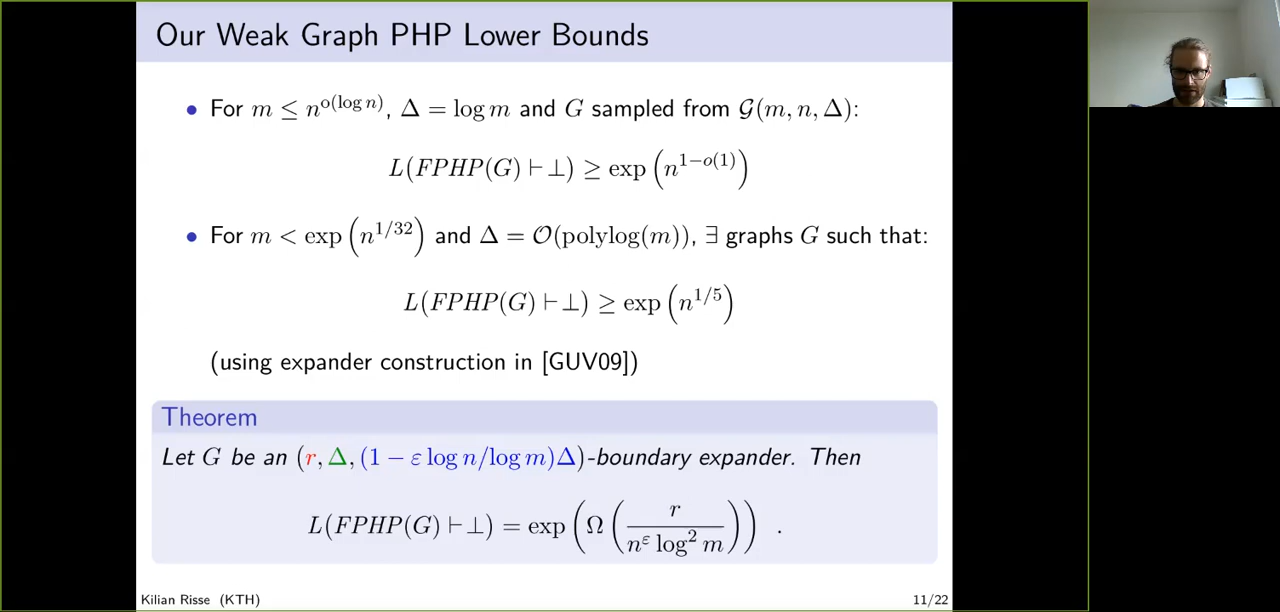 Our Weak Graph PHP Lower Bounds
• For m ≤ n^{o(log n)}, Δ = log m and G sampled from 𝒢(m, n, Δ):
L(FPHP(G) ⊢ ⊥) ≥ exp(n^{1−o(1)})
• For m < exp(n^{1/32}) and Δ = 𝒪(polylog(m)), ∃ graphs G such that:
L(FPHP(G) ⊢ ⊥) ≥ exp(n^{1/5})
(using expander construction in [GUV09])
Theorem
Let G be an (r, Δ, (1 − ε log n/log m)Δ)-boundary expander. Then
L(FPHP(G) ⊢ ⊥) = exp(Ω(r / (n^ε log² m))) .
Kilian Risse (KTH) 11/22